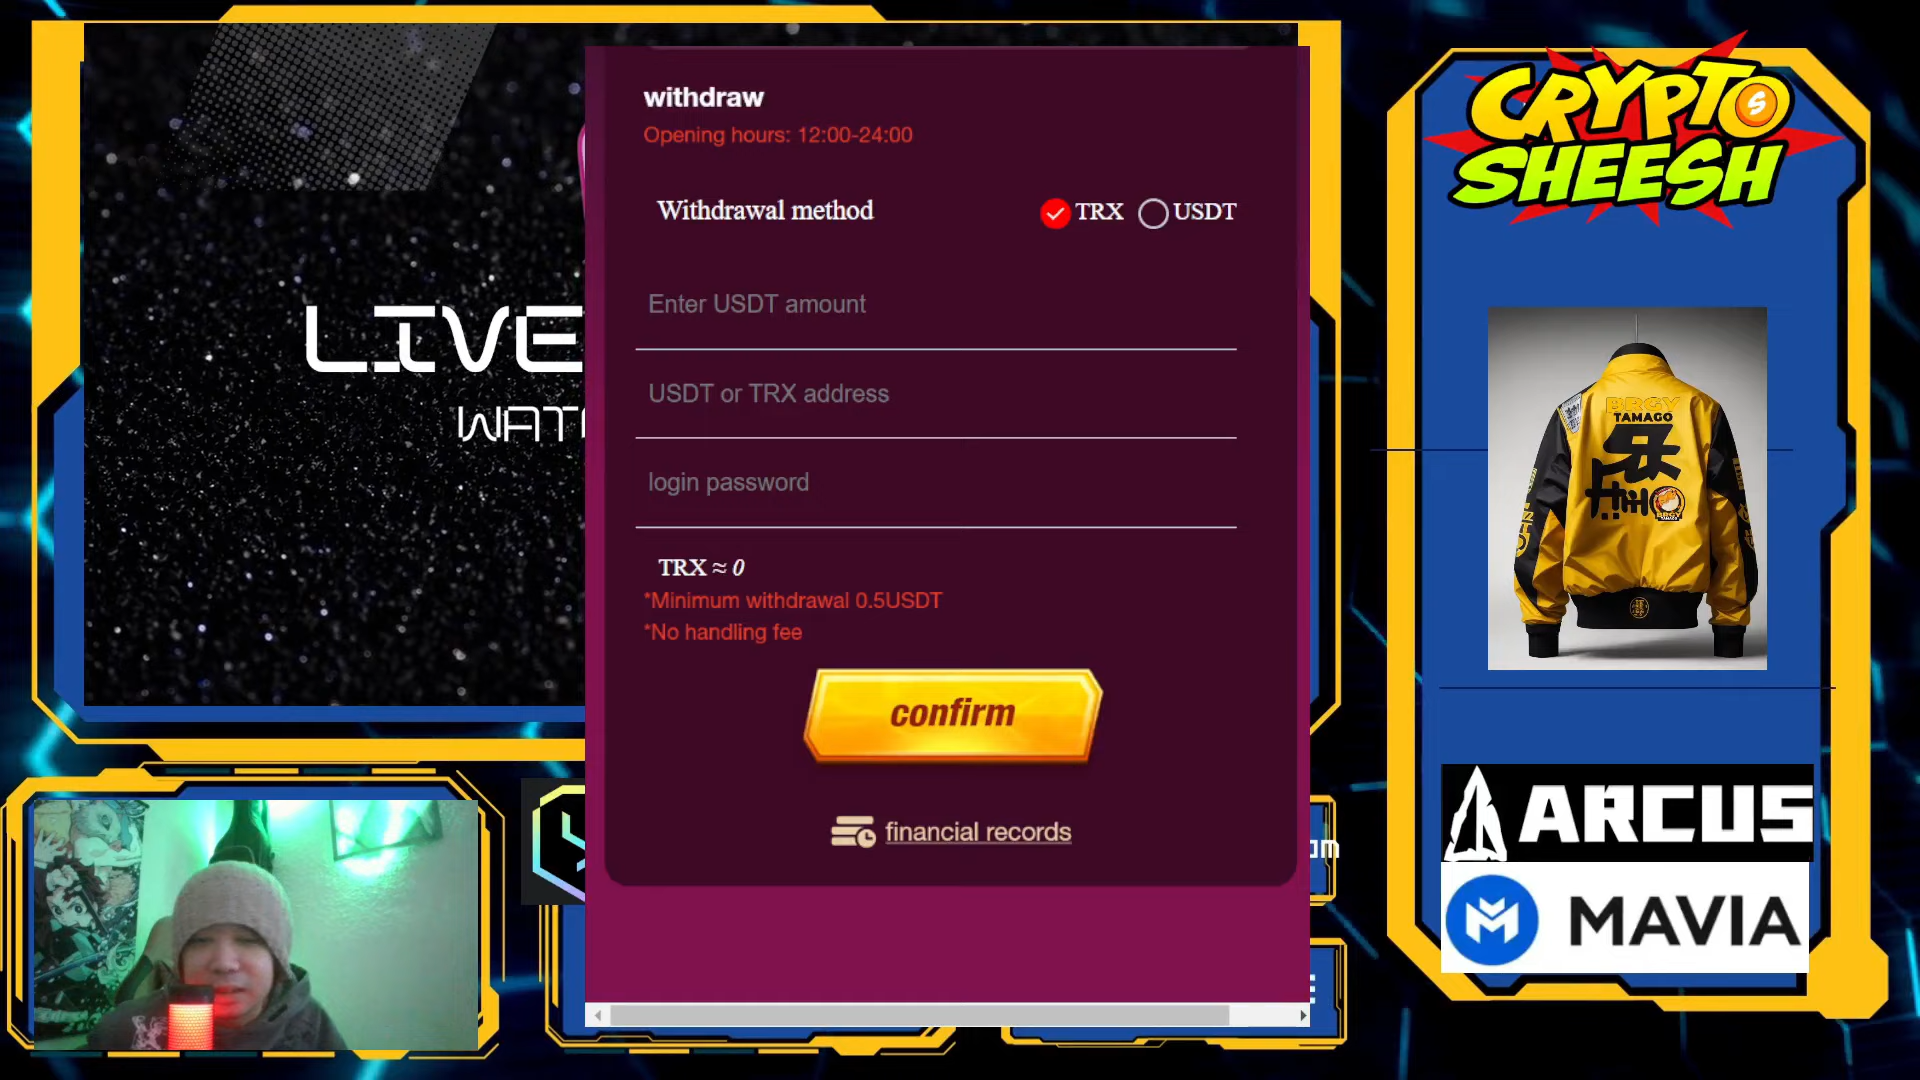 withdraw
Opening hours: 12:00-24:00
Withdrawal method
TRX
USDT
Enter USDT amount
USDT or TRX address
login password
TRX ≈ 0
*Minimum withdrawal 0.5USDT
*No handling fee
confirm
financial records
LIVE
WAT
CRYPTO
SHEESH
BRGY
TAMAGO
ARCUS
MAVIA